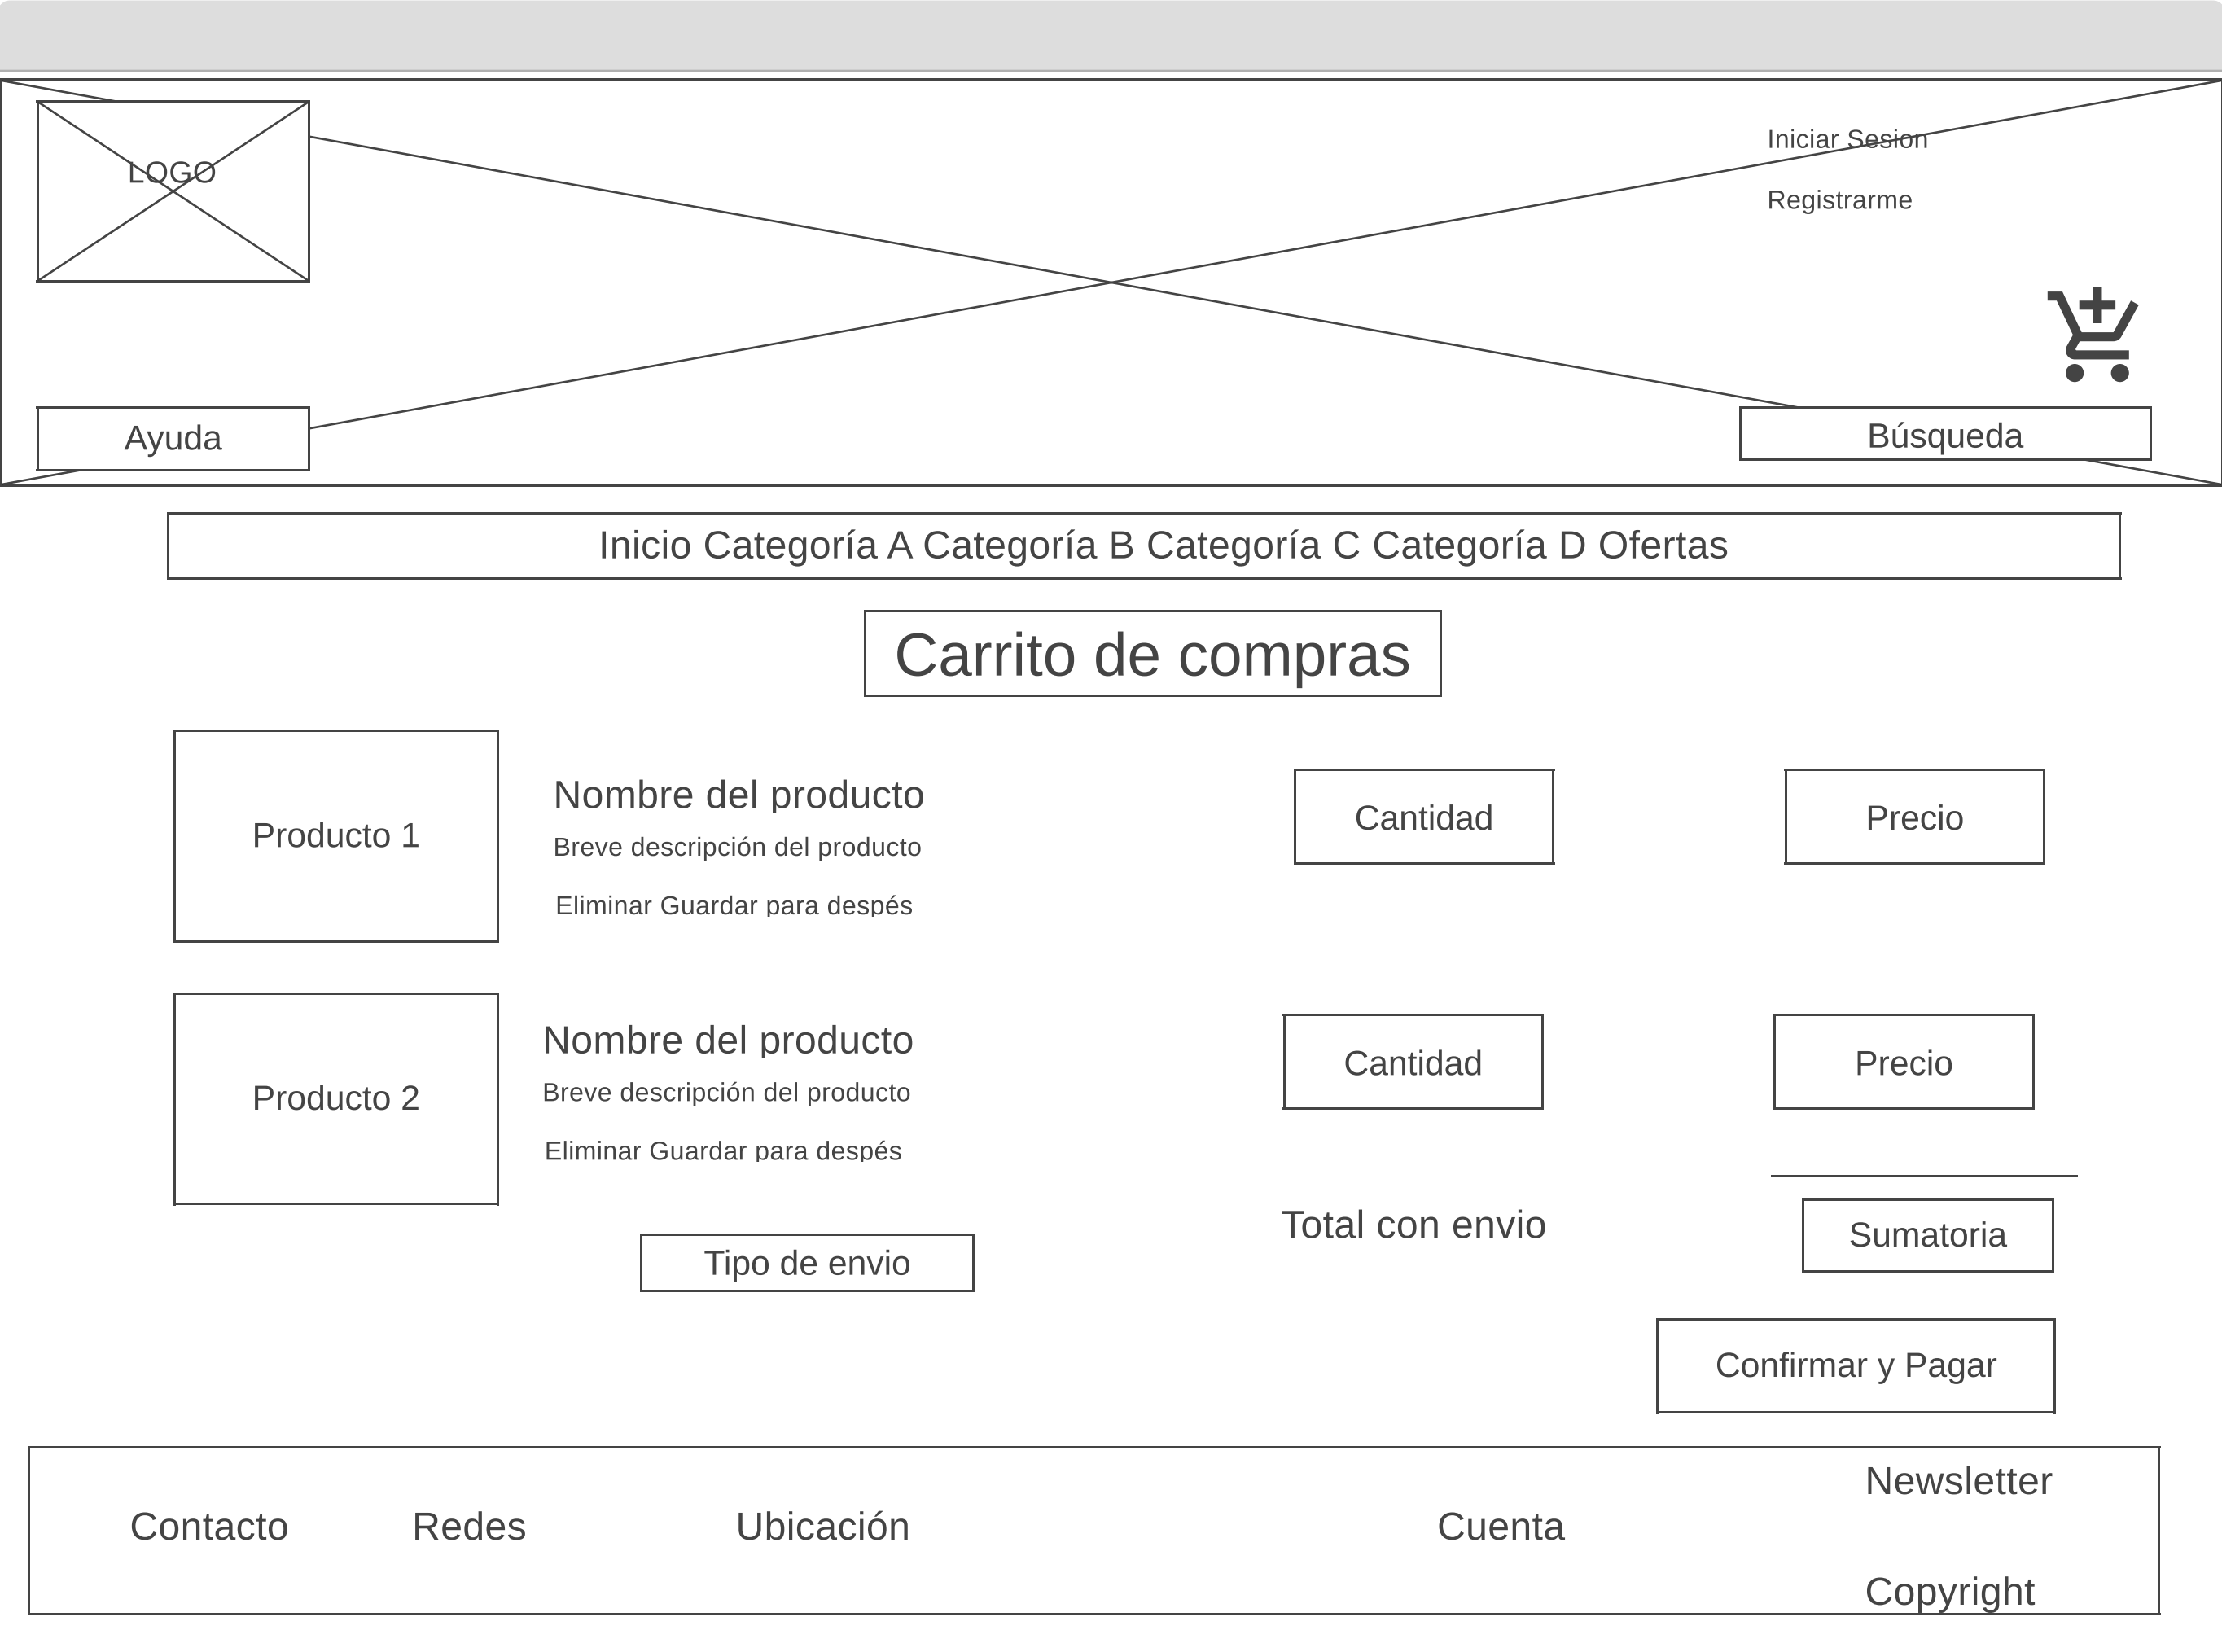 LOGO
Iniciar Sesion
Registrarme
Ayuda
Búsqueda
Inicio Categoría A Categoría B Categoría C Categoría D Ofertas
Carrito de compras
Producto 1
Nombre del producto
Breve descripción del producto
Eliminar Guardar para despés
Cantidad
Precio
Producto 2
Nombre del producto
Breve descripción del producto
Eliminar Guardar para despés
Cantidad
Precio
Tipo de envio
Total con envio
Sumatoria
Confirmar y Pagar
Contacto
Redes
Ubicación
Cuenta
Newsletter
Copyright